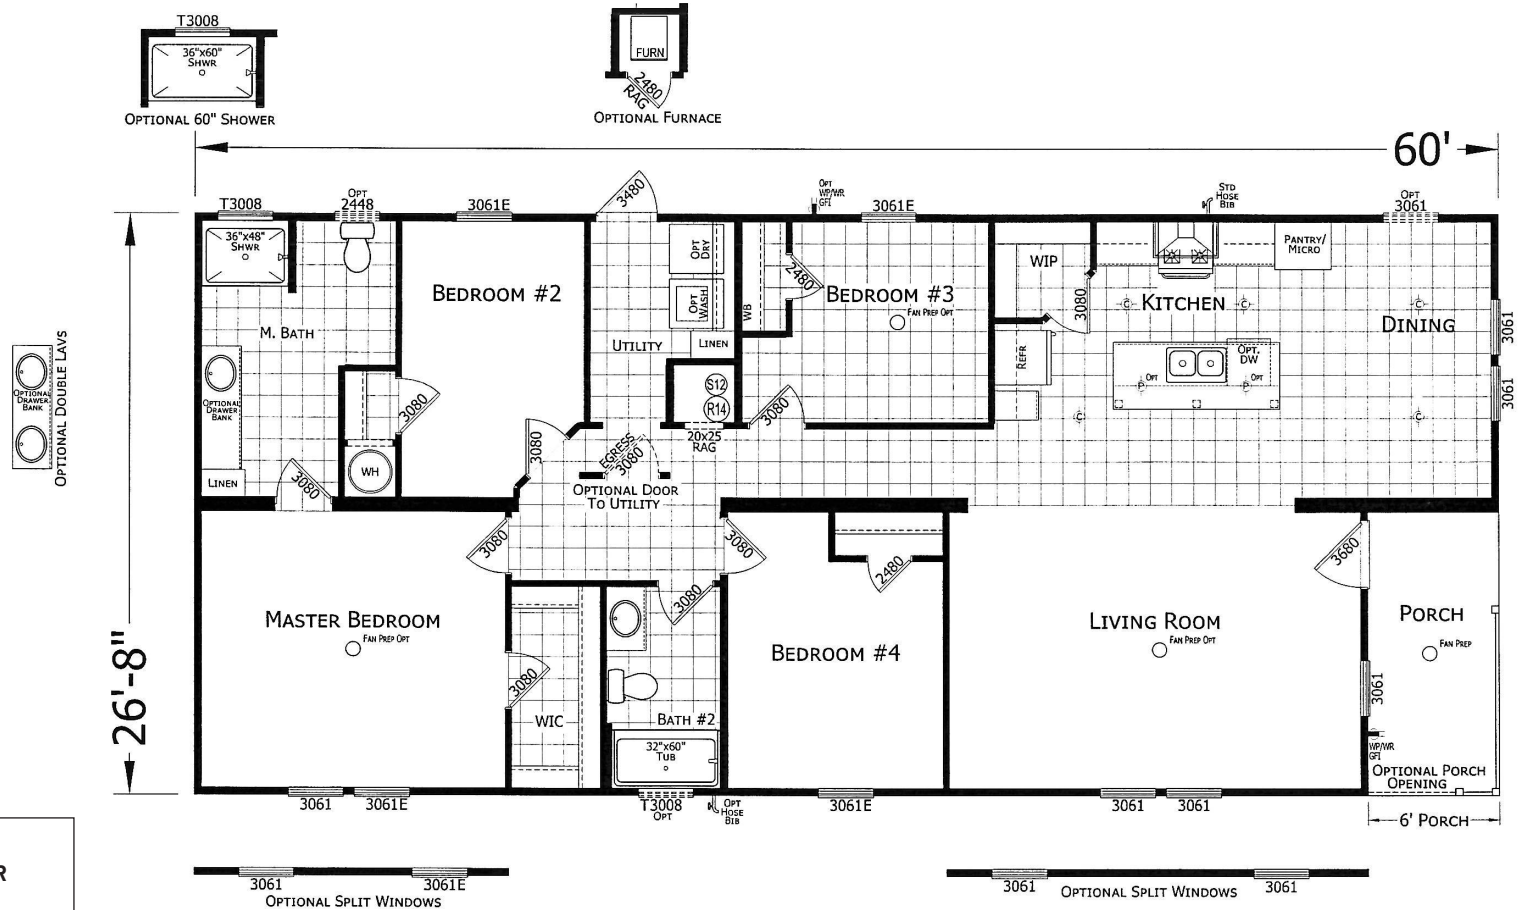 T3008
36"x60"
SHWR
OPTIONAL 60" SHOWER
FURN
2480
RAG
OPTIONAL FURNACE
60'
T3008
OPT
2448
3061E
3480
OPT
WP/WR
GFI
3061E
STD
HOSE
BIB
OPT
3061
36"x48"
SHWR
OPT
DRY
2480
WIP
PANTRY/
MICRO
BEDROOM #2
OPT
WASH
WB
BEDROOM #3
FAN PREP OPT
3080
C
KITCHEN
C
C
DINING
3061
M. BATH
UTILITY
LINEN
REFR
OPT.
DW
OPT
OPT
P
P
OPTIONAL DOUBLE LAVS
OPTIONAL
DRAWER
BANK
OPTIONAL
DRAWER
BANK
3080
S12
R14
3080
C
C
3061
20x25
RAG
3080
EGRESS
3080
WH
LINEN
3080
OPTIONAL DOOR
TO UTILITY
3080
3080
2480
3680
26'-8"
MASTER BEDROOM
FAN PREP OPT
3080
BEDROOM #4
LIVING ROOM
FAN PREP OPT
PORCH
FAN PREP
3080
WIC
BATH #2
3061
32"x60"
TUB
WP/WR
GFI
OPTIONAL PORCH
OPENING
3061
3061E
T3008
OPT
OPT
HOSE
BIB
3061E
3061
3061
6' PORCH
3061
3061E
OPTIONAL SPLIT WINDOWS
3061
OPTIONAL SPLIT WINDOWS
3061
R